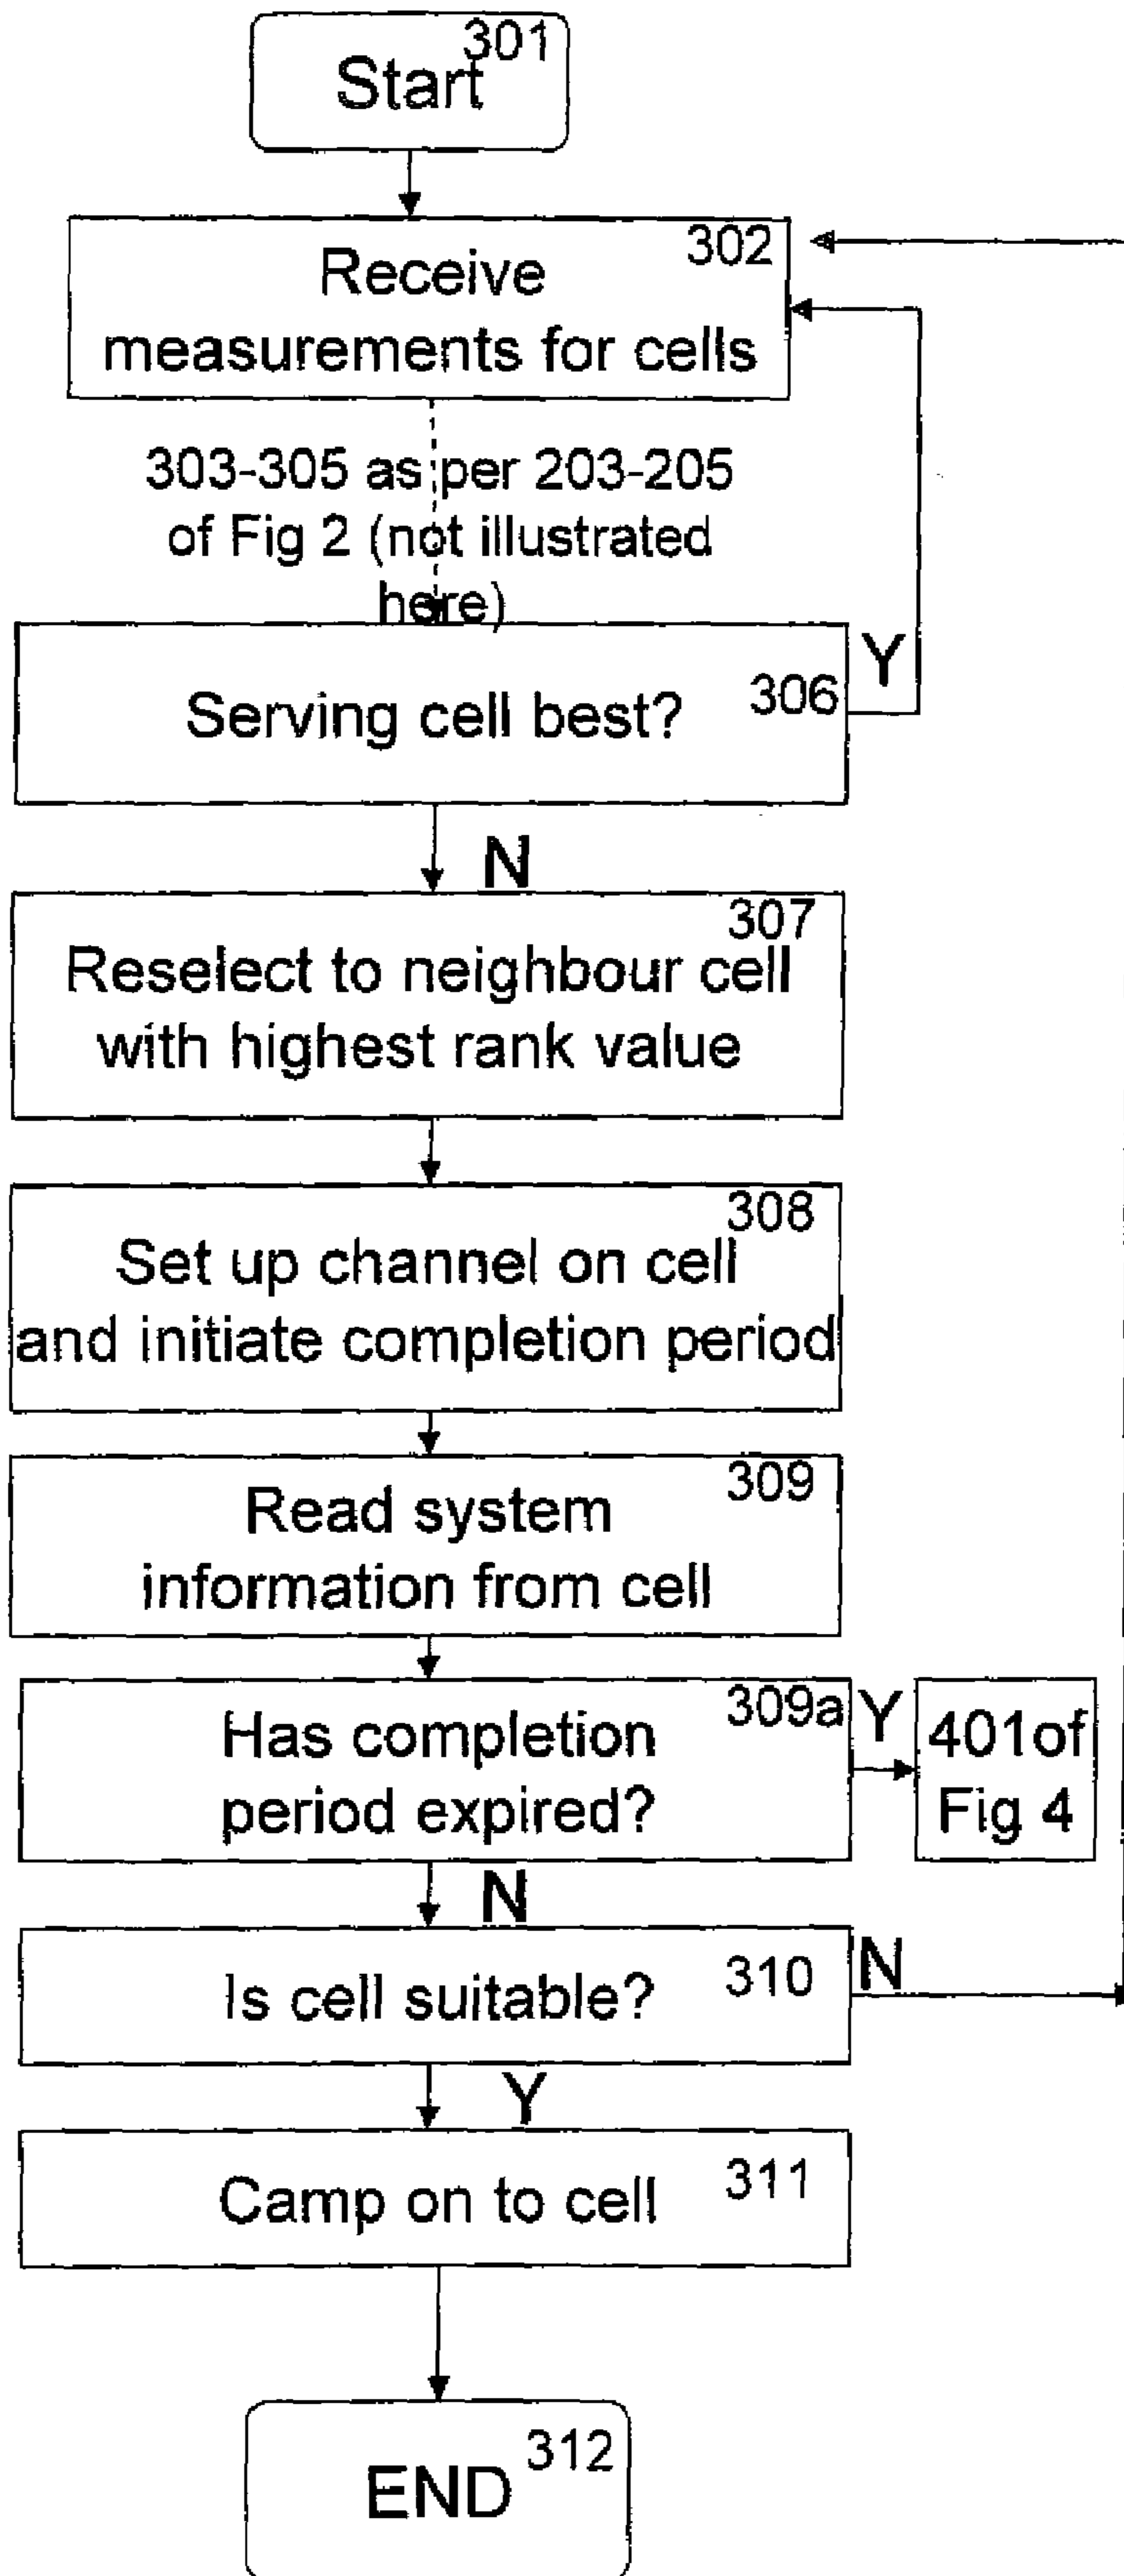 301
Start
302
Receive
measurements for cells
303-305 as per 203-205
of Fig 2 (not illustrated
here)
Y
Serving cell best? 306
N
307
Reselect to neighbour cell
with highest rank value
308
Set up channel on cell
and initiate completion period
309
Read system
information from cell
309a
Has completion
period expired?
Y
401of
Fig 4
N
Is cell suitable? 310
N
Y
Camp on to cell 311
312
END